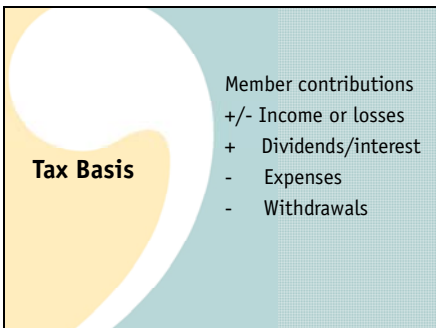 Tax Basis
Member contributions
+/- Income or losses
+ Dividends/interest
- Expenses
- Withdrawals